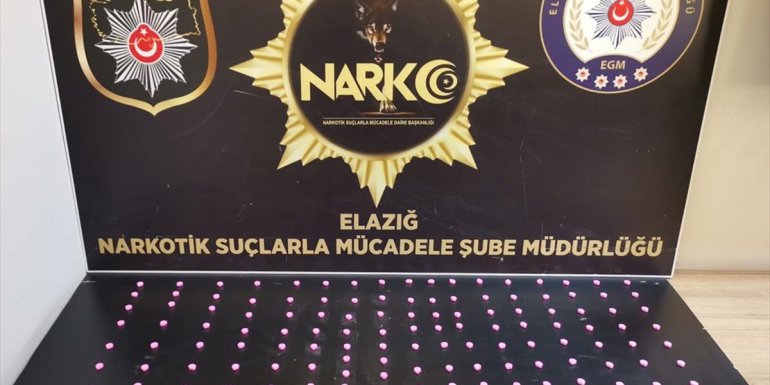 NARKO
NARKOTİK SUÇLARLA MÜCADELE DAİRE BAŞKANLIĞI
EGM
ELAZIĞ
NARKOTİK SUÇLARLA MÜCADELE ŞUBE MÜDÜRLÜĞÜ